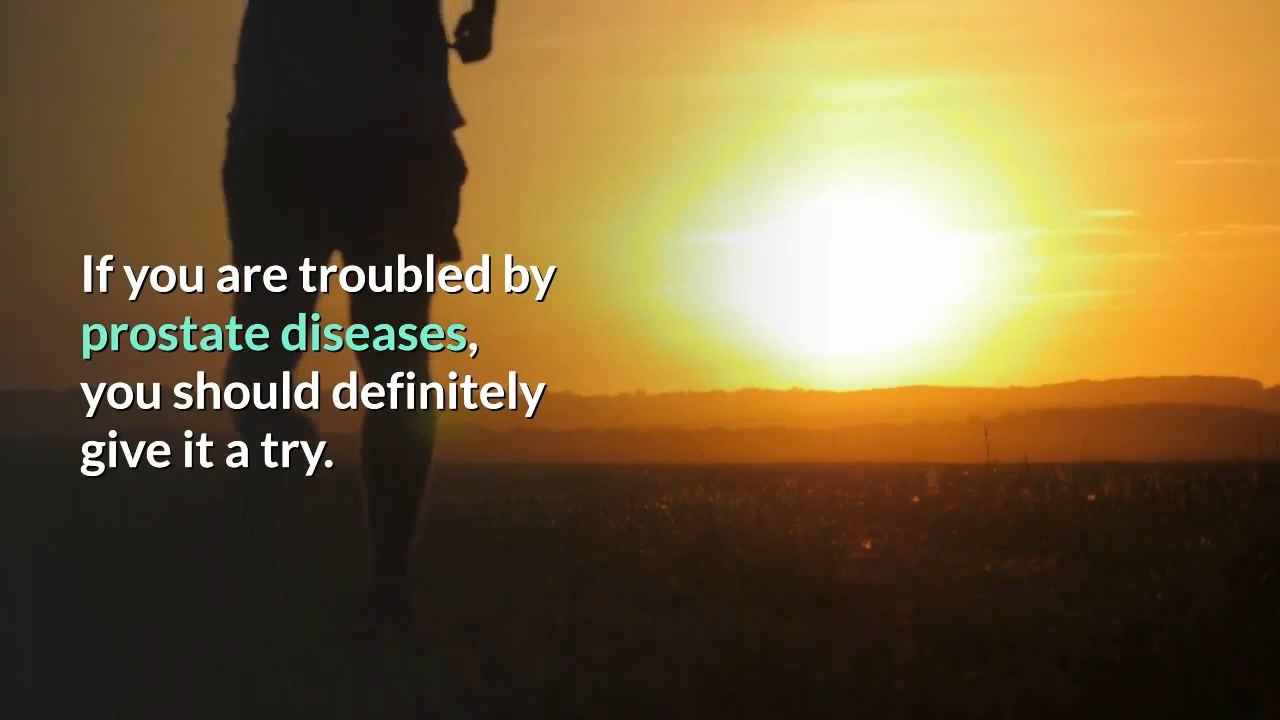 If you are troubled by
prostate diseases,
you should definitely
give it a try.